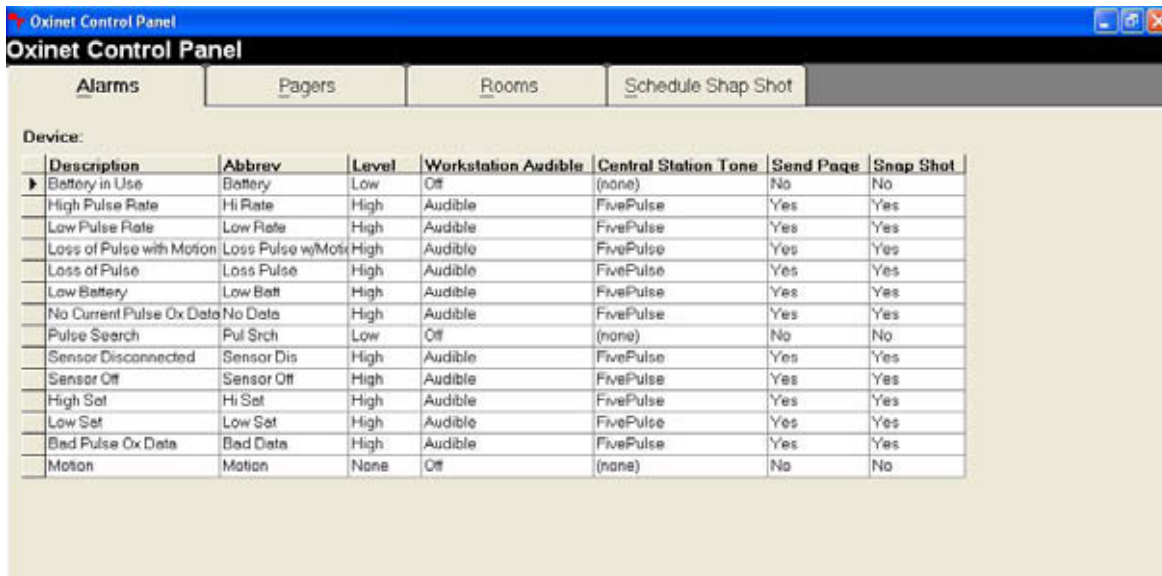 Oxinet Control Panel
Oxinet Control Panel
Alarms Pagers Rooms Schedule Shap Shot
Device:
Description Abbrev Level Workstation Audible Central Station Tone Send Page Snap Shot
Battery in Use Battery Low Off (none) No No
High Pulse Rate Hi Rate High Audible FivePulse Yes Yes
Low Pulse Rate Low Rate High Audible FivePulse Yes Yes
Loss of Pulse with Motion Loss Pulse w/Motic High Audible FivePulse Yes Yes
Loss of Pulse Loss Pulse High Audible FivePulse Yes Yes
Low Battery Low Batt High Audible FivePulse Yes Yes
No Current Pulse Ox Data No Data High Audible FivePulse Yes Yes
Pulse Search Pul Srch Low Off (none) No No
Sensor Disconnected Sensor Dis High Audible FivePulse Yes Yes
Sensor Off Sensor Off High Audible FivePulse Yes Yes
High Sat Hi Sat High Audible FivePulse Yes Yes
Low Sat Low Sat High Audible FivePulse Yes Yes
Bad Pulse Ox Data Bad Data High Audible FivePulse Yes Yes
Motion Motion None Off (none) No No